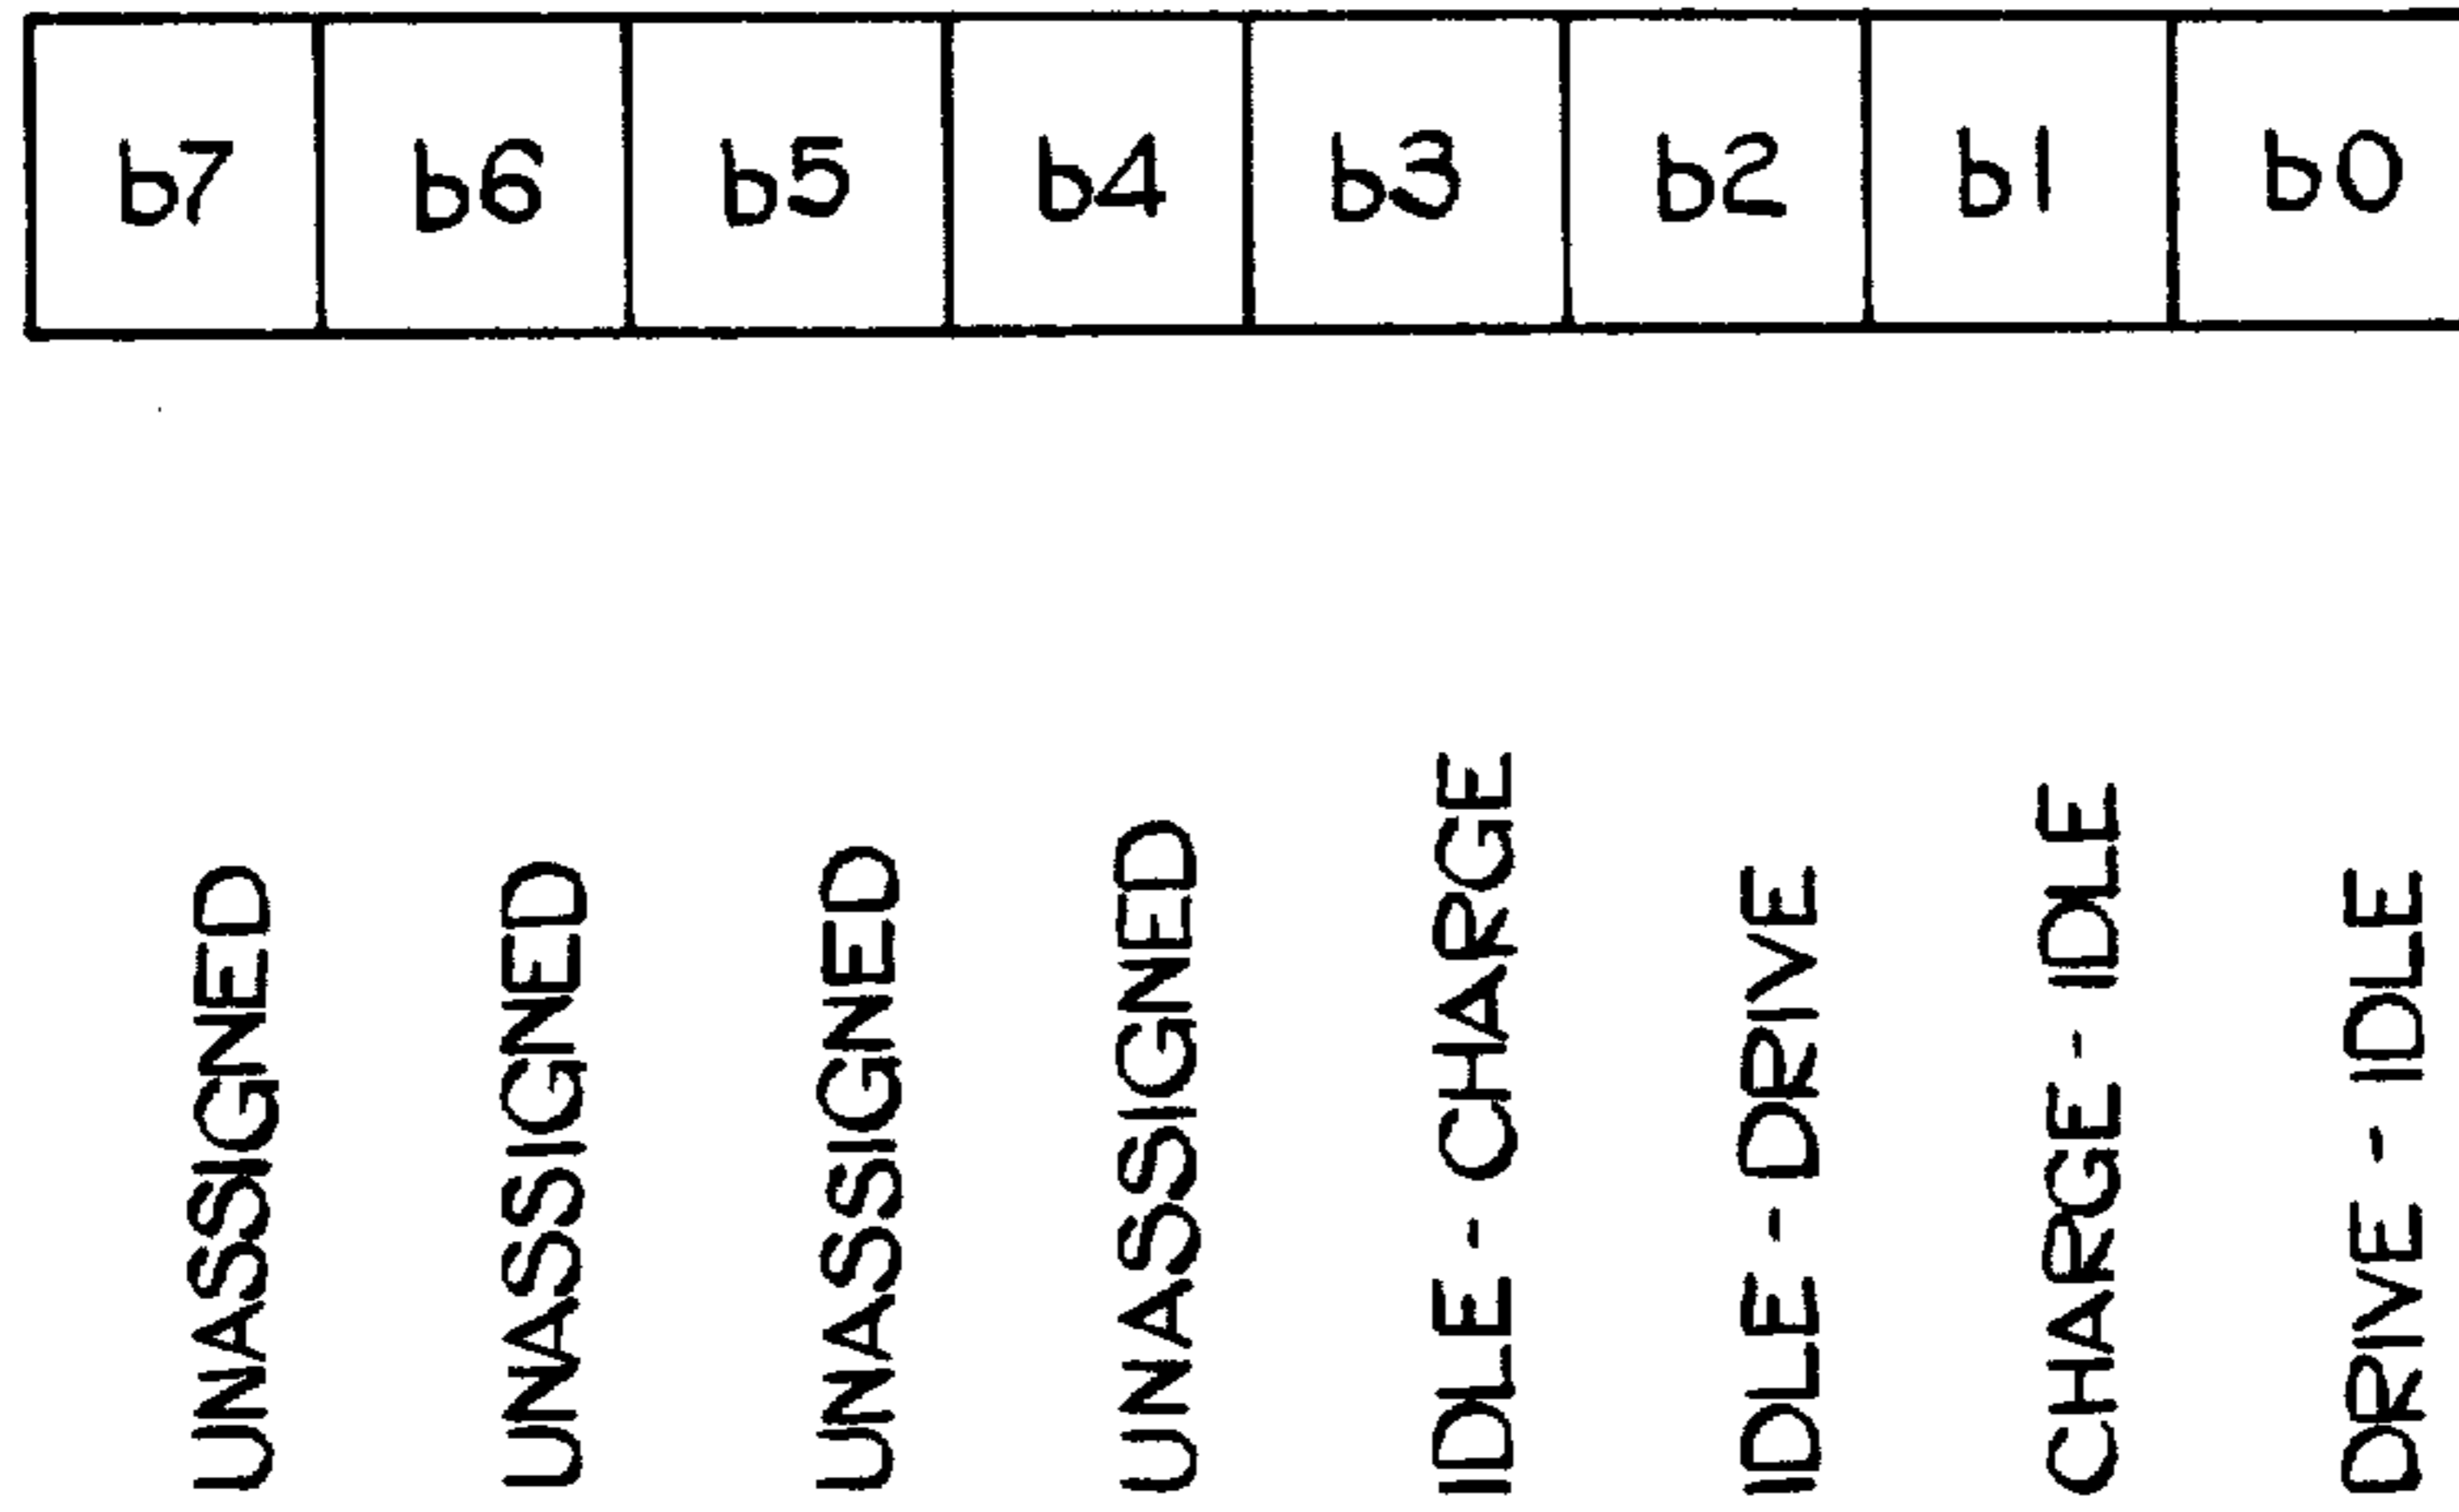 b7 b6 b5 b4 b3 b2 b1 b0
UNASSIGNED
UNASSIGNED
UNASSIGNED
UNASSIGNED
IDLE - CHARGE
IDLE - DRIVE
CHARGE - IDLE
DRIVE - IDLE